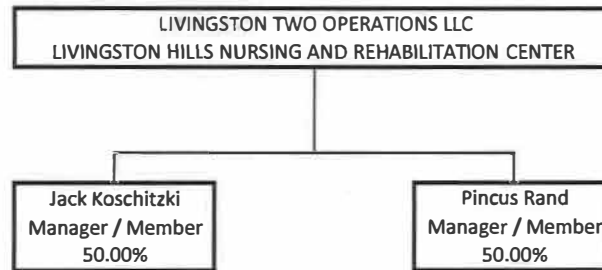 LIVINGSTON TWO OPERATIONS LLC
LIVINGSTON HILLS NURSING AND REHABILITATION CENTER
Jack Koschitzki
Manager / Member
50.00%
Pincus Rand
Manager / Member
50.00%